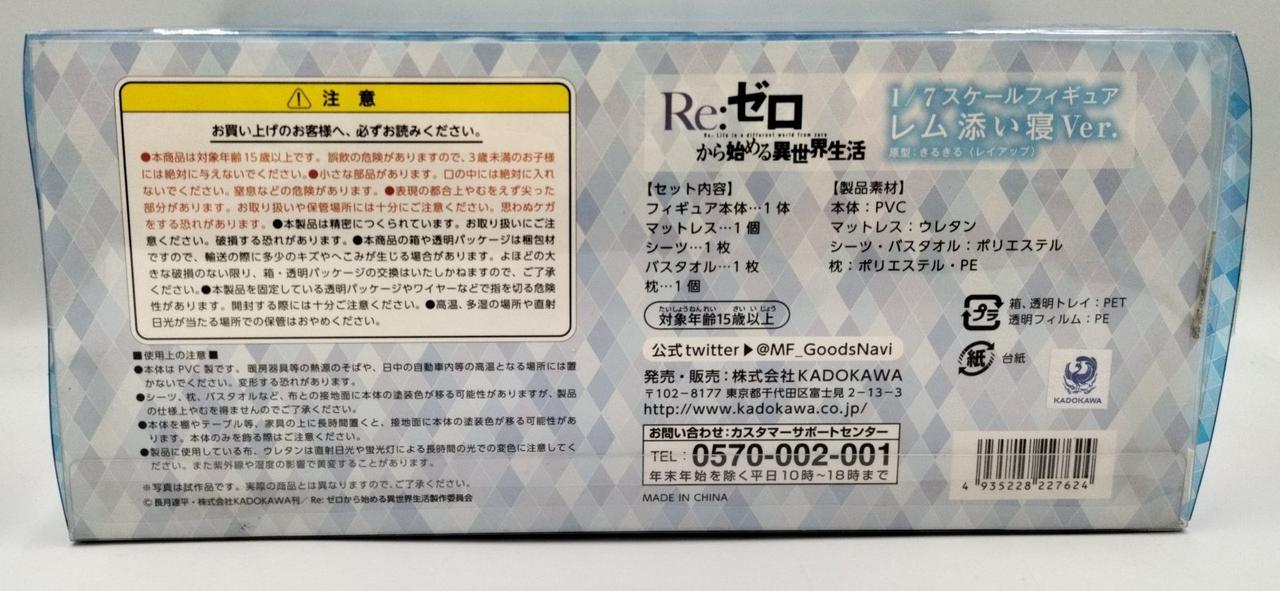 注意
お買い上げのお客様へ、必ずお読みください。
●本商品は対象年齢15歳以上です。誤飲の危険がありますので、3歳未満のお子様
には絶対に与えないでください。●小さな部品があります。口の中には絶対に入れ
ないでください。窒息などの危険があります。●表現の都合上やむをえず尖った
部分があります。お取り扱いや保管場所には十分にご注意ください。思わぬケガ
をする恐れがあります。●本製品は精密につくられています。お取り扱いにご注
意ください。破損する恐れがあります。●本商品の箱や透明パッケージは梱包材
ですので、輸送の際に多少のキズやへこみが生じる場合があります。よほどの大
きな破損のない限り、箱・透明パッケージの交換はいたしかねますので、ご了承
ください。●本製品を固定している透明パッケージやワイヤーなどで指を切る危険
性があります。開封する際には十分ご注意ください。●高温、多湿の場所や直射
日光が当たる場所での保管はおやめください。
■使用上の注意■
●本体は PVC 製です。暖房器具等の熱源のそばや、日中の自動車内等の高温となる場所には置
かないでください。変形する恐れがあります。
●シーツ、枕、バスタオルなど、布との接地面に本体の塗装色が移る可能性がありますが、製品
の仕様上やむを得ませんのでご了承ください。
●本体を棚やテーブル等、家具の上に長時間置くと、接地面に本体の塗装色が移る可能性があ
ります。本体のみを飾る際はご注意ください。
●製品に使用している布、ウレタンは直射日光や蛍光灯による長時間の光での変色に注意してく
ださい。また紫外線や湿度の影響で黄変することがあります。
※写真は試作品です。実際の商品とは異なりますので、ご了承ください。
©長月達平・株式会社KADOKAWA刊／Re:ゼロから始める異世界生活製作委員会
Re:ゼロ
Re: Life in a different world from zero
から始める異世界生活
1/7スケールフィギュア
レム 添い寝 Ver.
原型：きるきる〈レイアップ〉
【セット内容】
フィギュア本体…1 体
マットレス…1 個
シーツ…1 枚
バスタオル…1 枚
枕…1 個
【製品素材】
本体：PVC
マットレス：ウレタン
シーツ・バスタオル：ポリエステル
枕：ポリエステル・PE
たいしょうねんれい さい いじょう
対象年齢15歳以上
プラ
箱、透明トレイ：PET
透明フィルム：PE
紙
台紙
KADOKAWA
公式 twitter ▶ @MF_GoodsNavi
発売・販売：株式会社 KADOKAWA
〒102−8177 東京都千代田区富士見 2−13−3
http://www.kadokawa.co.jp/
お問い合わせ：カスタマーサポートセンター
TEL：0570-002-001
年末年始を除く平日10時〜18時まで
MADE IN CHINA
4 935228 227624